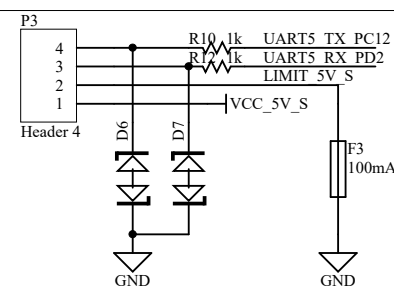 P3
R10 1k UART5_TX_PC12
4
R12 1k UART5_RX_PD2
3
LIMIT_5V_S
2
1
VCC_5V_S
Header 4
D6
D7
F3
100mA
GND
GND